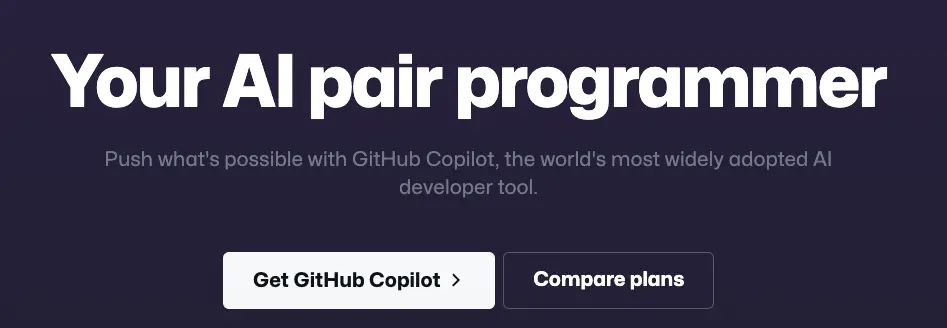 Your AI pair programmer
Push what's possible with GitHub Copilot, the world's most widely adopted AI
developer tool.
Get GitHub Copilot
Compare plans